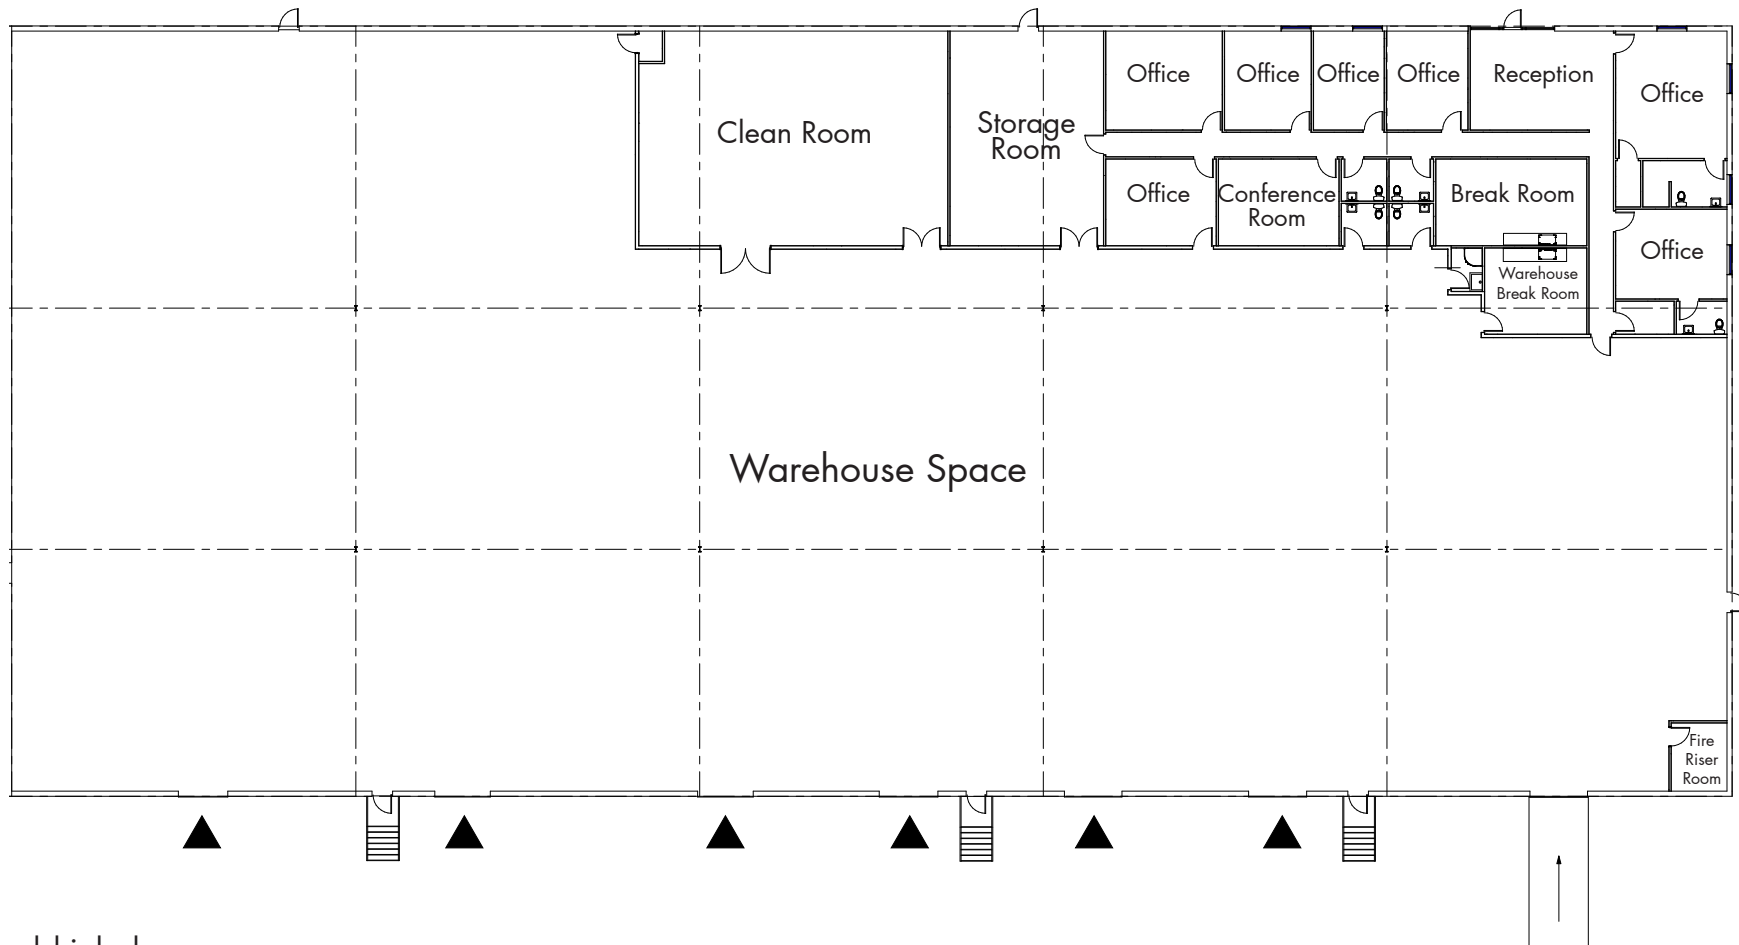 Office
Office
Office
Office
Reception
Office
Clean Room
Storage
Room
Office
Conference
Room
Break Room
Office
Warehouse
Break Room
Warehouse Space
Fire
Riser
Room